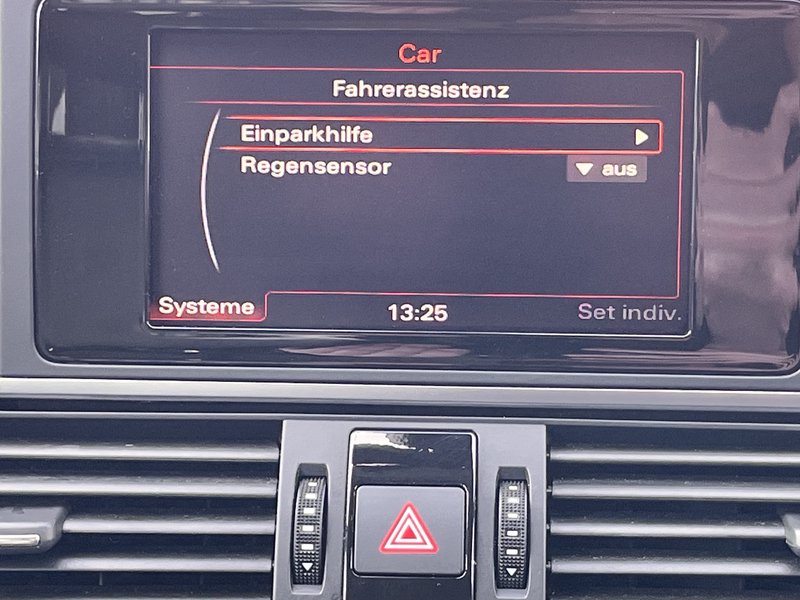 Car
Fahrerassistenz
Einparkhilfe
Regensensor aus
Systeme 13:25 Set indiv.